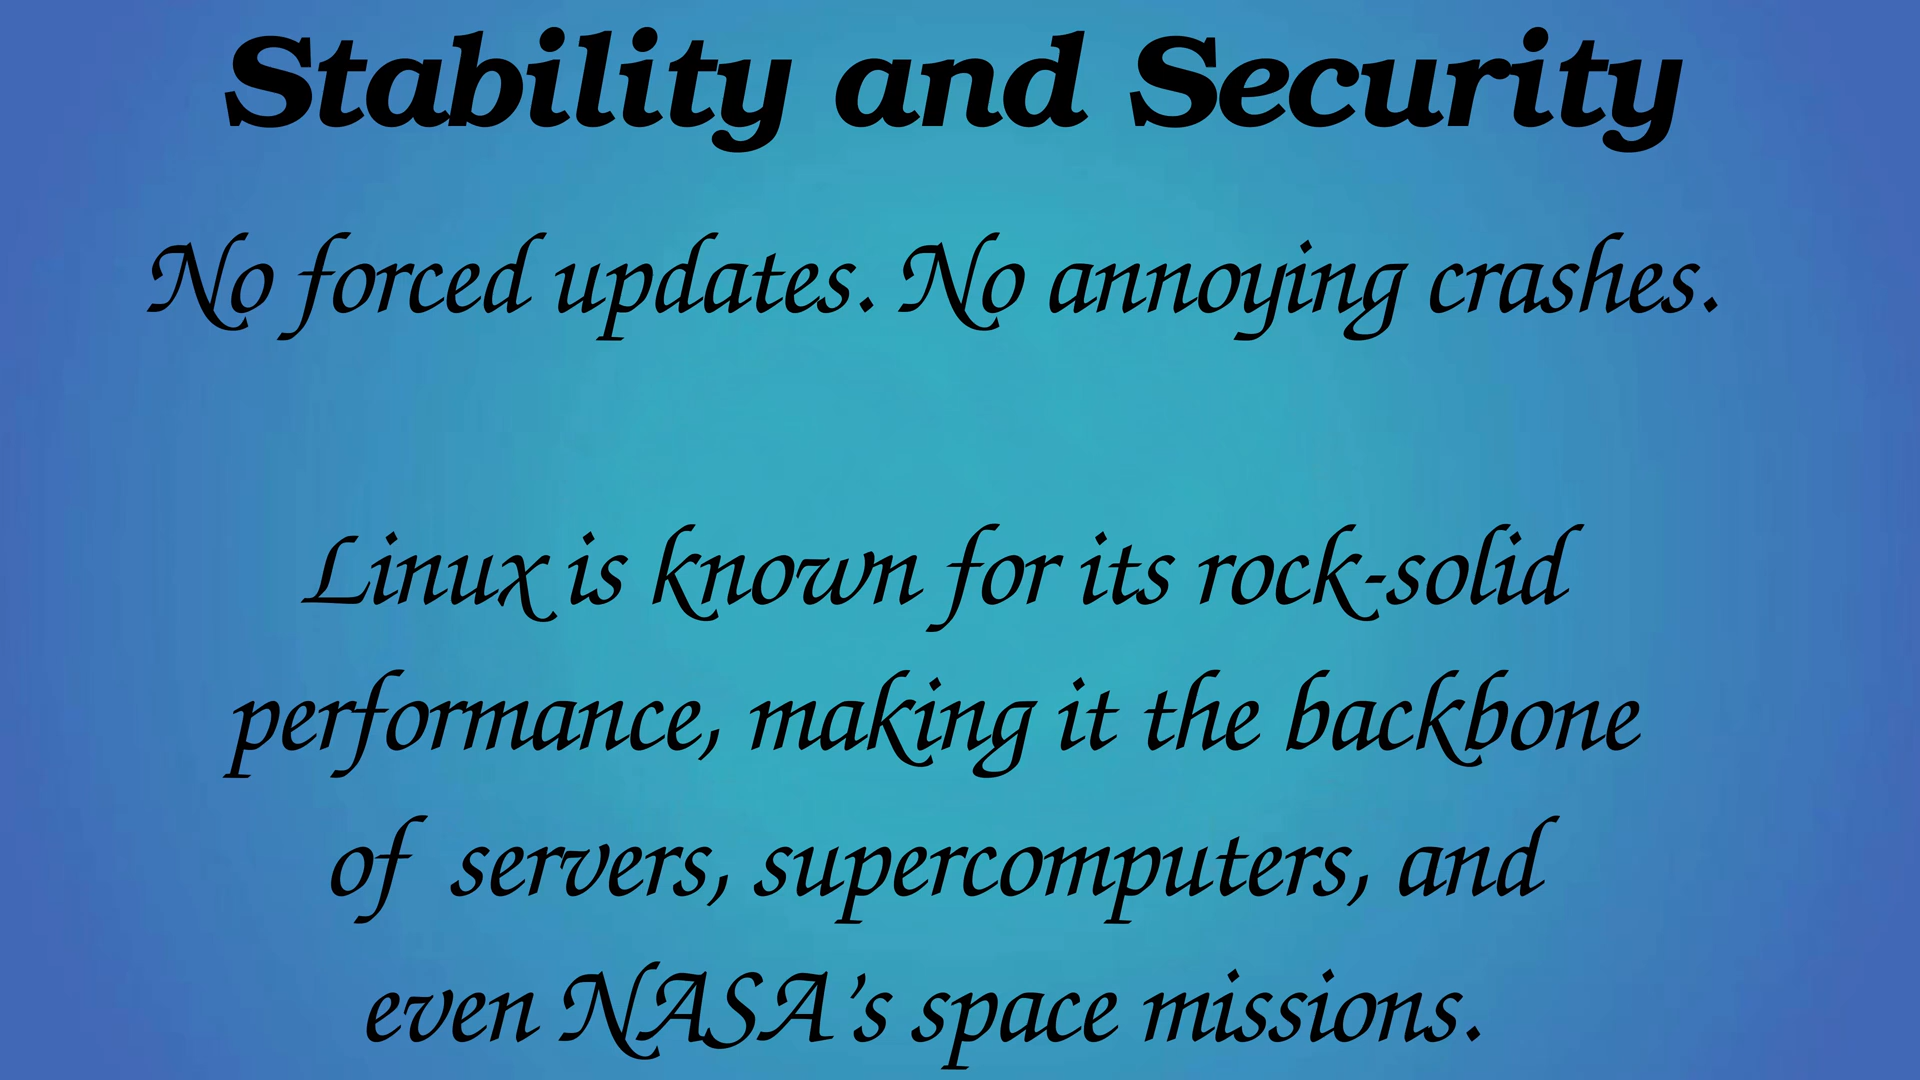 Stability and Security
No forced updates. No annoying crashes.
Linux is known for its rock-solid
performance, making it the backbone
of servers, supercomputers, and
even NASA’s space missions.